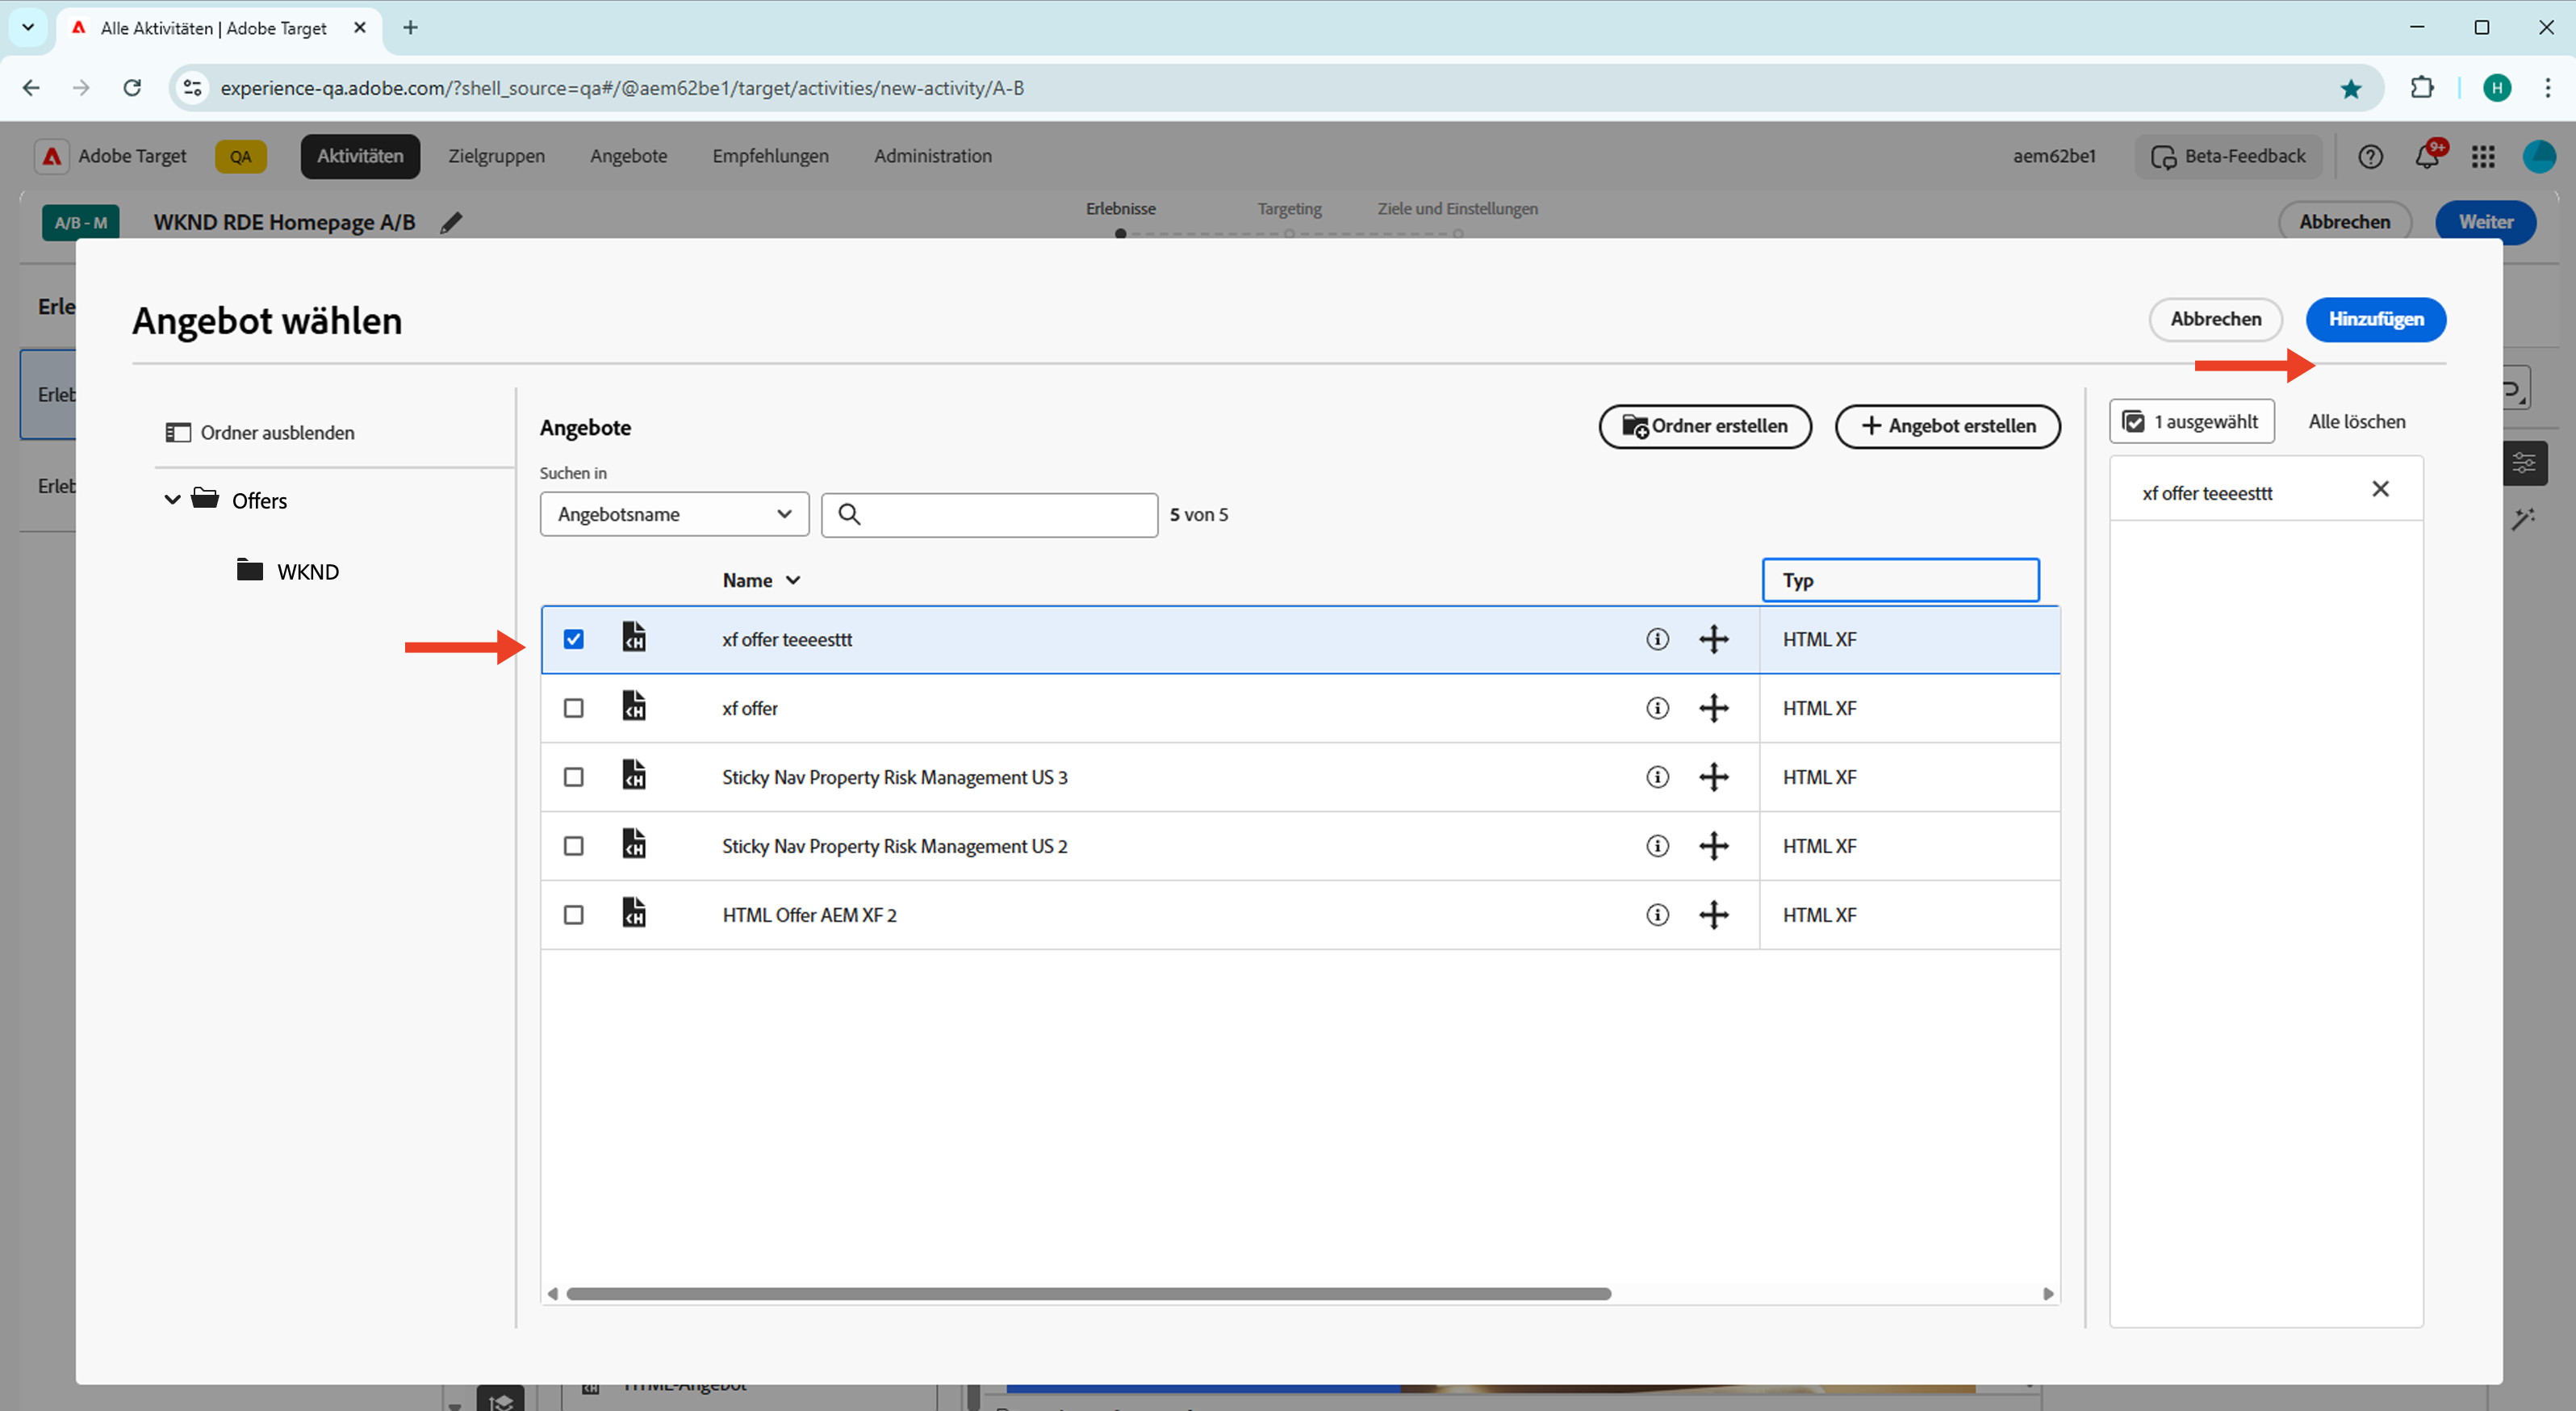 Alle Aktivitäten | Adobe Target
experience-qa.adobe.com/?shell_source=qa#/@aem62be1/target/activities/new-activity/A-B
H
Adobe Target
QA
Aktivitäten
Zielgruppen
Angebote
Empfehlungen
Administration
aem62be1
Beta-Feedback
9+
A/B - M
WKND RDE Homepage A/B
Erlebnisse
Targeting
Ziele und Einstellungen
Abbrechen
Weiter
Erle
Erleb
Erleb
Angebot wählen
Abbrechen
Hinzufügen
Ordner ausblenden
Offers
WKND
Angebote
Ordner erstellen
Angebot erstellen
Suchen in
Angebotsname
5 von 5
Name
Typ
xf offer teeeesttt
HTML XF
xf offer
HTML XF
Sticky Nav Property Risk Management US 3
HTML XF
Sticky Nav Property Risk Management US 2
HTML XF
HTML Offer AEM XF 2
HTML XF
1 ausgewählt
Alle löschen
xf offer teeeesttt
HTML-Angebot